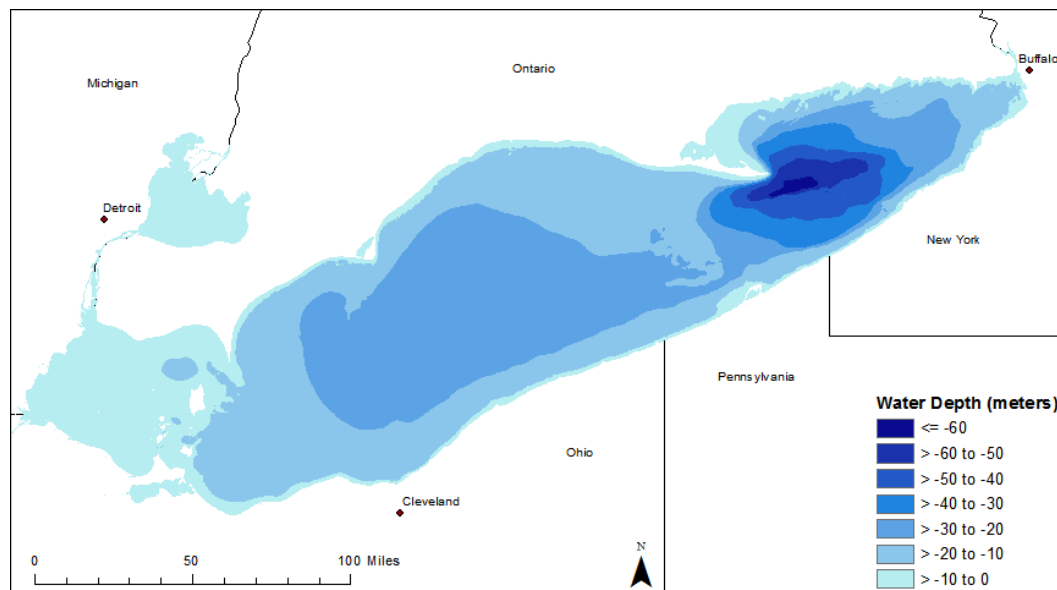 Michigan
Ontario
Buffalo
Detroit
New York
Pennsylvania
Ohio
Cleveland
0 50 100 Miles
N
Water Depth (meters)
<= -60
> -60 to -50
> -50 to -40
> -40 to -30
> -30 to -20
> -20 to -10
> -10 to 0